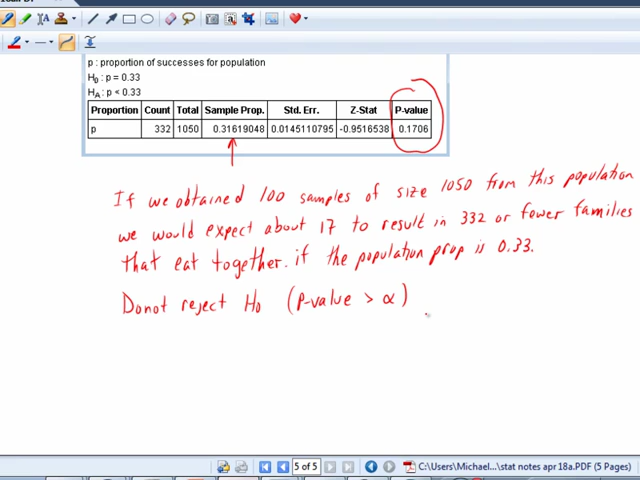 p : proportion of successes for population
H0 : p = 0.33
HA : p < 0.33
Proportion Count Total Sample Prop. Std. Err. Z-Stat P-value
p 332 1050 0.31619048 0.0145110795 -0.9516538 0.1706
If we obtained 100 samples of size 1050 from this population
we would expect about 17 to result in 332 or fewer families
that eat together. if the population prop is 0.33.
Donot reject H0 (P-value > α)
5 of 5 C:\Users\Michael... ...\stat notes apr 18a.PDF (5 Pages)